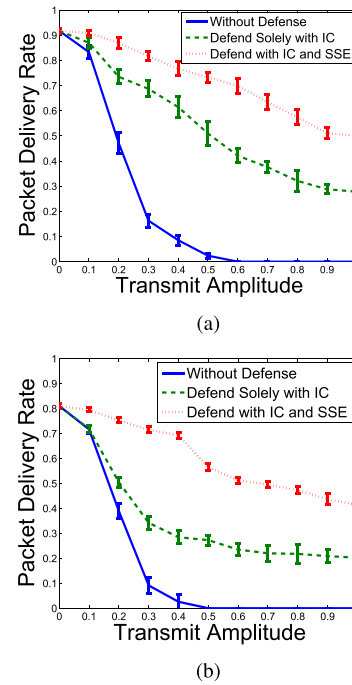 1
0.9
0.8
0.7
0.6
0.5
0.4
0.3
0.2
0.1
0
Packet Delivery Rate
Without Defense
Defend Solely with IC
Defend with IC and SSE
0 0.1 0.2 0.3 0.4 0.5 0.6 0.7 0.8 0.9
Transmit Amplitude
(a)
1
0.9
0.8
0.7
0.6
0.5
0.4
0.3
0.2
0.1
0
Packet Delivery Rate
Without Defense
Defend Solely with IC
Defend with IC and SSE
0 0.1 0.2 0.3 0.4 0.5 0.6 0.7 0.8 0.9
Transmit Amplitude
(b)